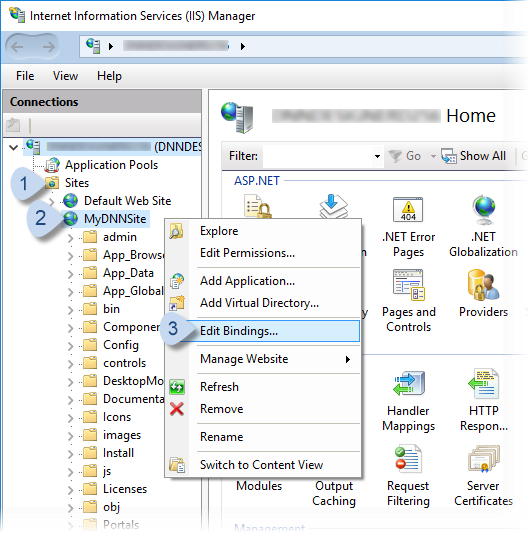 Internet Information Services (IIS) Manager
File View Help
Connections
(DNNDES
Application Pools
1 Sites
Default Web Site
2 MyDNNSite
admin
App_Brows
App_Data
App_Global
bin
Componen
Config
controls
DesktopMo
Documenta
Icons
images
Install
js
Licenses
obj
Portals
Explore
Edit Permissions...
Add Application...
Add Virtual Directory...
3 Edit Bindings...
Manage Website
Refresh
Remove
Rename
Switch to Content View
Home
Filter: Go Show All
ASP.NET
404
.NET Error
Pages
.NET
Globalization
Pages and
Controls
Providers
Handler
Mappings
HTTP
Respon...
Modules
Output
Caching
Request
Filtering
Server
Certificates
Management